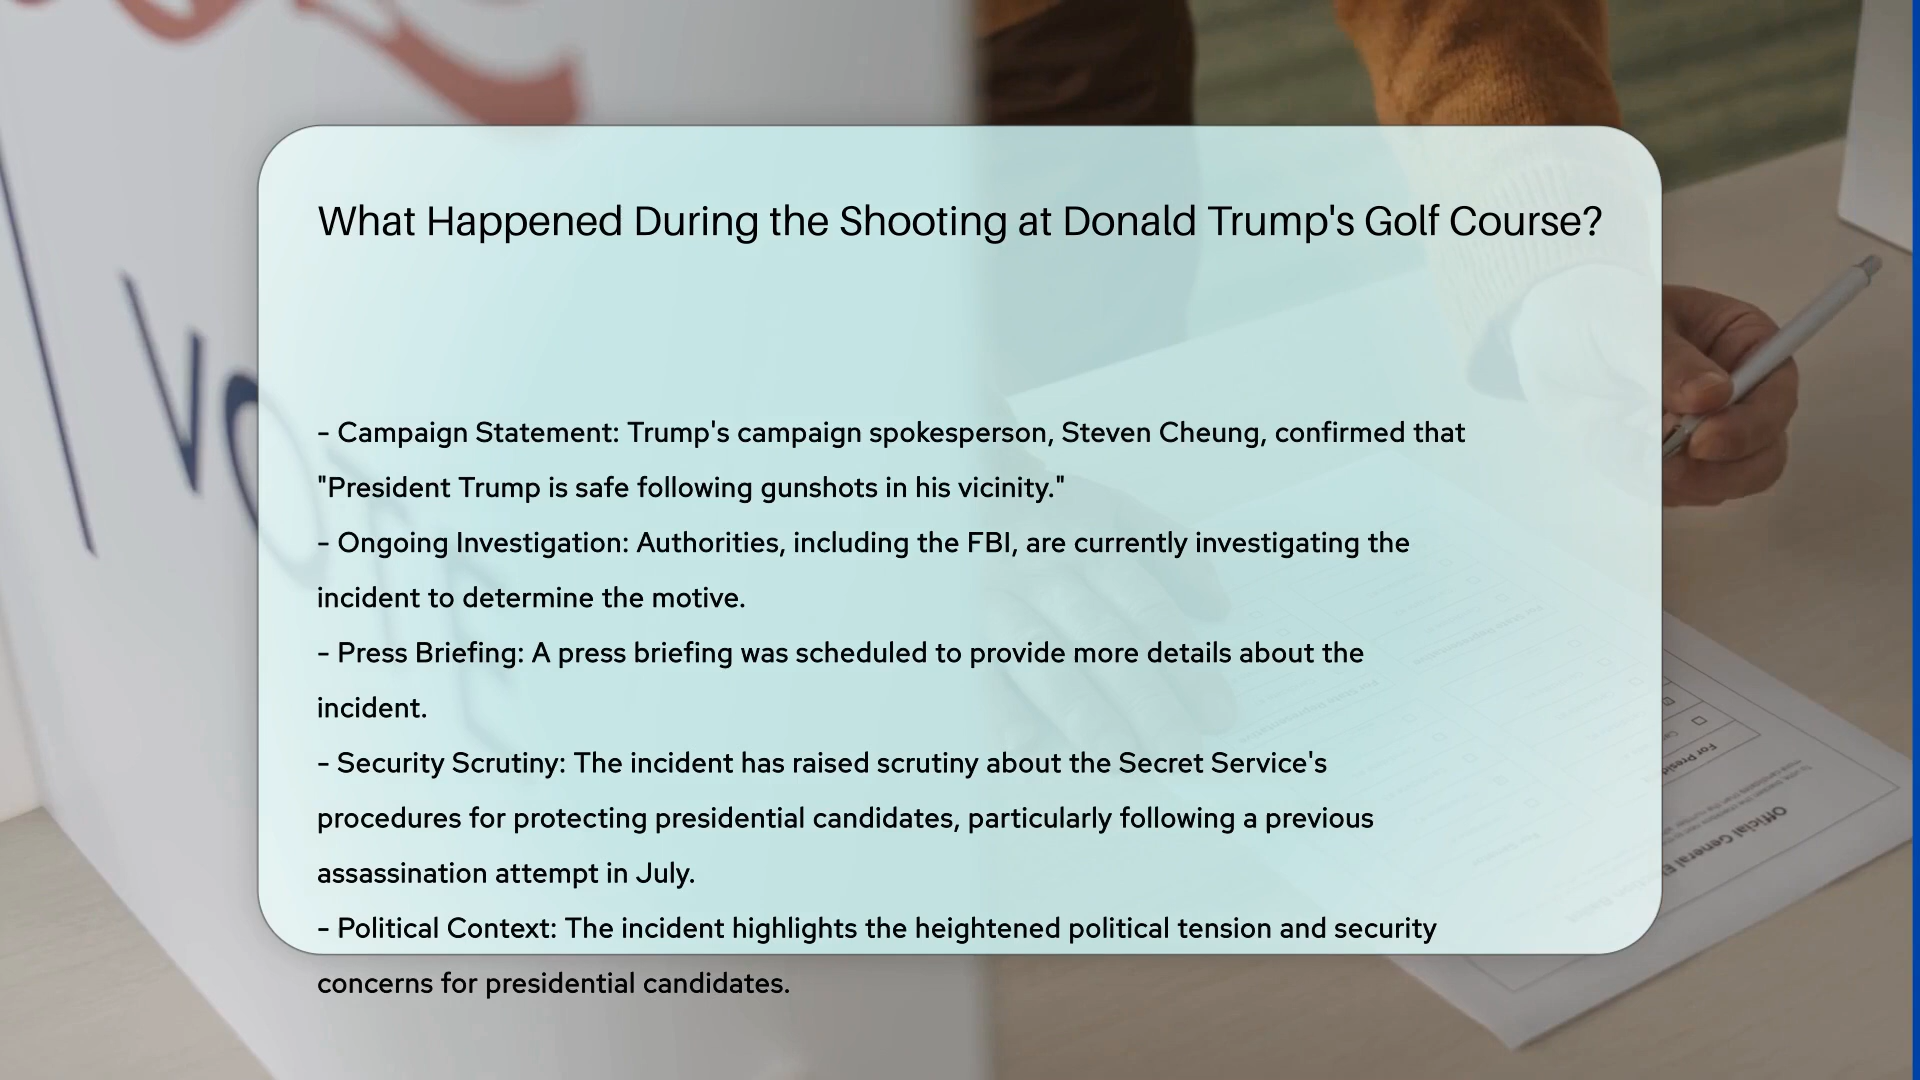 What Happened During the Shooting at Donald Trump's Golf Course?
- Campaign Statement: Trump's campaign spokesperson, Steven Cheung, confirmed that
"President Trump is safe following gunshots in his vicinity."
- Ongoing Investigation: Authorities, including the FBI, are currently investigating the
incident to determine the motive.
- Press Briefing: A press briefing was scheduled to provide more details about the
incident.
- Security Scrutiny: The incident has raised scrutiny about the Secret Service's
procedures for protecting presidential candidates, particularly following a previous
assassination attempt in July.
- Political Context: The incident highlights the heightened political tension and security
concerns for presidential candidates.
Official General
For Presid